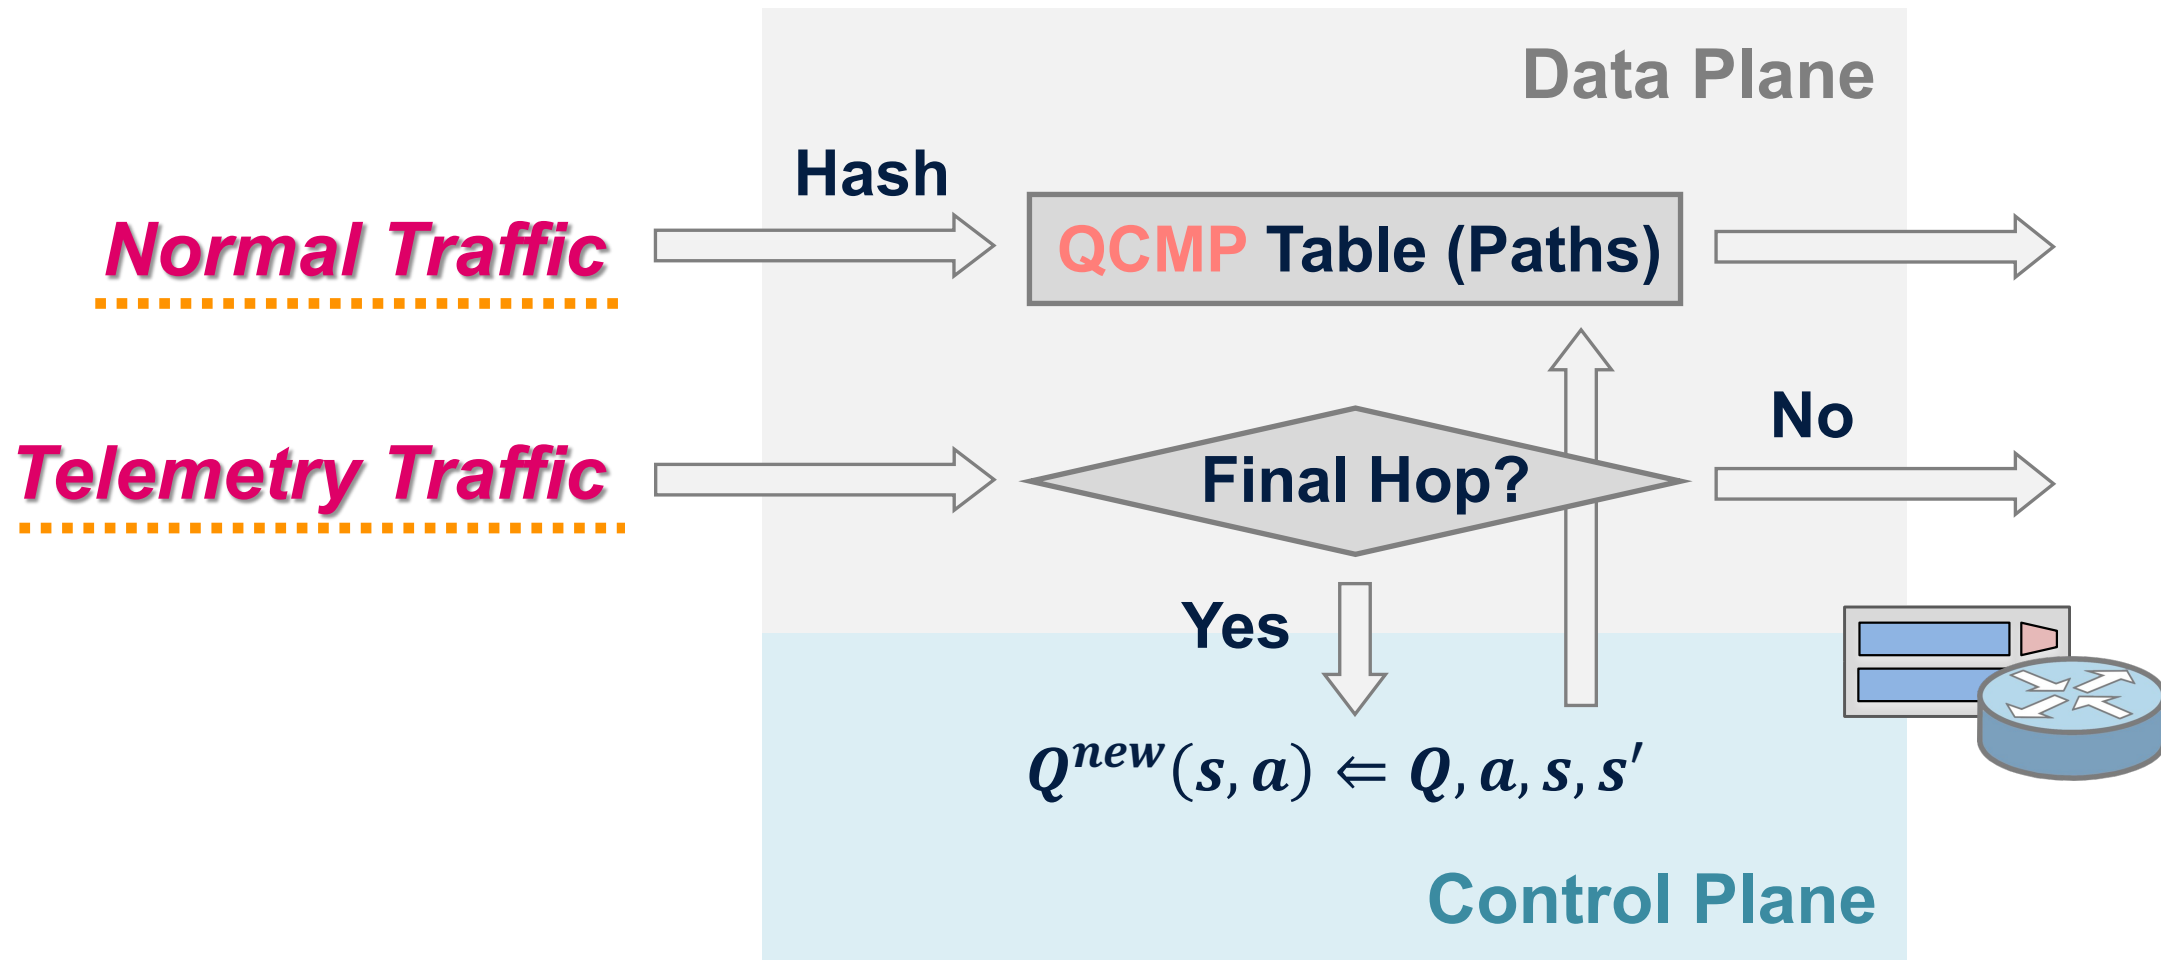 Data Plane
Hash
Normal Traffic
QCMP Table (Paths)
No
Telemetry Traffic
Final Hop?
Yes
Q^{new}(s, a) ⇐ Q, a, s, s′
Control Plane